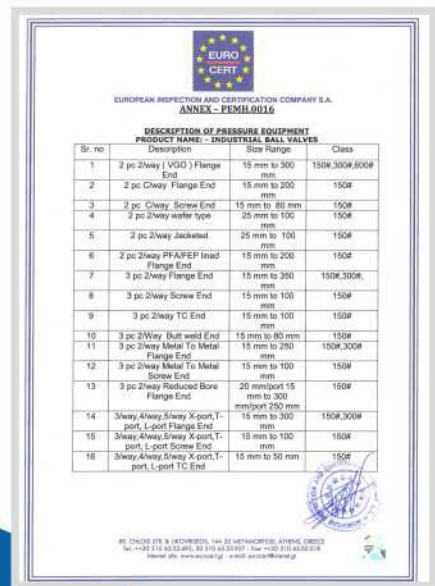 EURO
CERT
EUROPEAN INSPECTION AND CERTIFICATION COMPANY S.A.
ANNEX – PEMH.0016
DESCRIPTION OF PRESSURE EQUIPMENT
PRODUCT NAME: - INDUSTRIAL BALL VALVES
Sr. no Description Size Range Class
1 2 pc 2/way ( VGO ) Flange End 15 mm to 300 mm 150#,300#,600#
2 2 pc C/way Flange End 15 mm to 200 mm 150#
3 2 pc C/way Screw End 15 mm to 80 mm 150#
4 2 pc 2/way wafer type 25 mm to 100 mm 150#
5 2 pc 2/way Jacketed 25 mm to 100 mm 150#
6 2 pc 2/way PFA/FEP lined Flange End 15 mm to 200 mm 150#
7 3 pc 2/way Flange End 15 mm to 350 mm 150#,300#,
8 3 pc 2/way Screw End 15 mm to 100 mm 150#
9 3 pc 2/way TC End 15 mm to 100 mm 150#
10 3 pc 2/Way Butt weld End 15 mm to 80 mm 150#
11 3 pc 2/way Metal To Metal Flange End 15 mm to 250 mm 150#,300#
12 3 pc 2/way Metal To Metal Screw End 15 mm to 100 mm 150#
13 3 pc 2/way Reduced Bore Flange End 20 mm/port 15 mm to 300 mm/port 250 mm 150#
14 3/way,4/way,5/way X-port,T-port, L-port Flange End 15 mm to 300 mm 150#,300#
15 3/way,4/way,5/way X-port,T-port, L-port Screw End 15 mm to 100 mm 150#
16 3/way,4/way,5/way X-port,T-port, L-port TC End 15 mm to 50 mm 150#